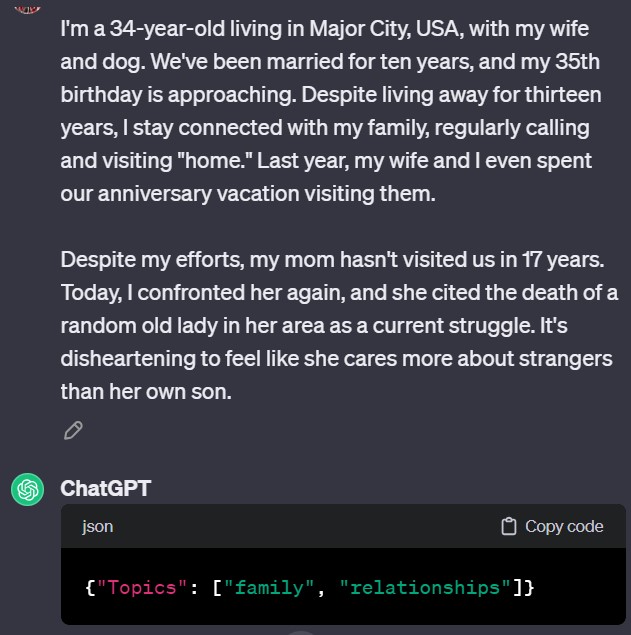 I'm a 34-year-old living in Major City, USA, with my wife
and dog. We've been married for ten years, and my 35th
birthday is approaching. Despite living away for thirteen
years, I stay connected with my family, regularly calling
and visiting "home." Last year, my wife and I even spent
our anniversary vacation visiting them.
Despite my efforts, my mom hasn't visited us in 17 years.
Today, I confronted her again, and she cited the death of a
random old lady in her area as a current struggle. It's
disheartening to feel like she cares more about strangers
than her own son.
ChatGPT
json Copy code
{"Topics": ["family", "relationships"]}